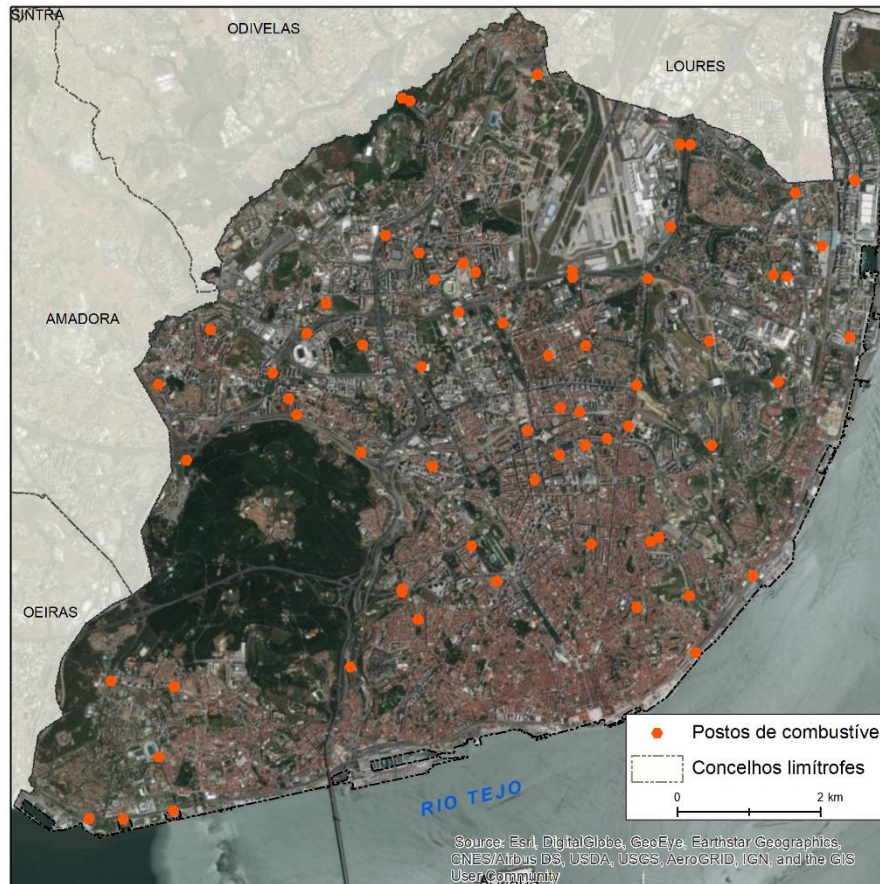 SINTRA
ODIVELAS
LOURES
AMADORA
OEIRAS
Postos de combustíve
Concelhos limítrofes
0 2 km
RIO TEJO
Source: Esri, DigitalGlobe, GeoEye, Earthstar Geographics,
CNES/Airbus DS, USDA, USGS, AeroGRID, IGN, and the GIS
User Community